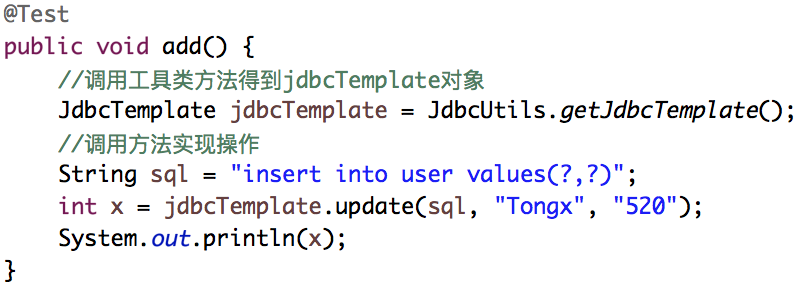 @Test
public void add() {
    //调用工具类方法得到jdbcTemplate对象
    JdbcTemplate jdbcTemplate = JdbcUtils.getJdbcTemplate();
    //调用方法实现操作
    String sql = "insert into user values(?,?)";
    int x = jdbcTemplate.update(sql, "Tongx", "520");
    System.out.println(x);
}